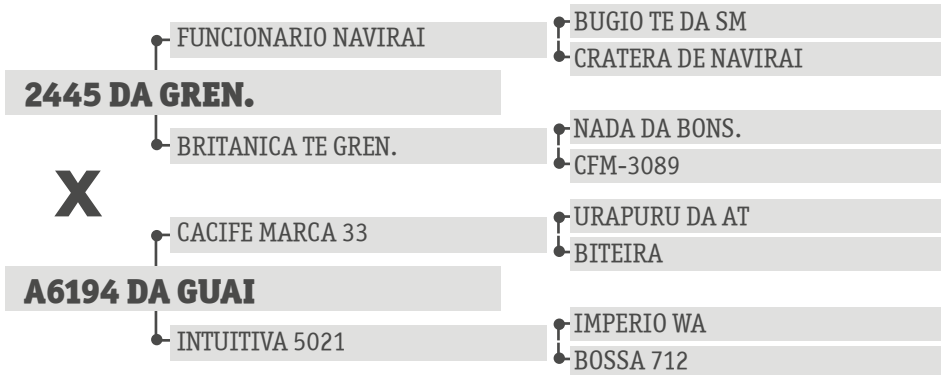 BUGIO TE DA SM
FUNCIONARIO NAVIRAI
CRATERA DE NAVIRAI
2445 DA GREN.
NADA DA BONS.
BRITANICA TE GREN.
CFM-3089
X
URAPURU DA AT
CACIFE MARCA 33
BITEIRA
A6194 DA GUAI
IMPERIO WA
INTUITIVA 5021
BOSSA 712